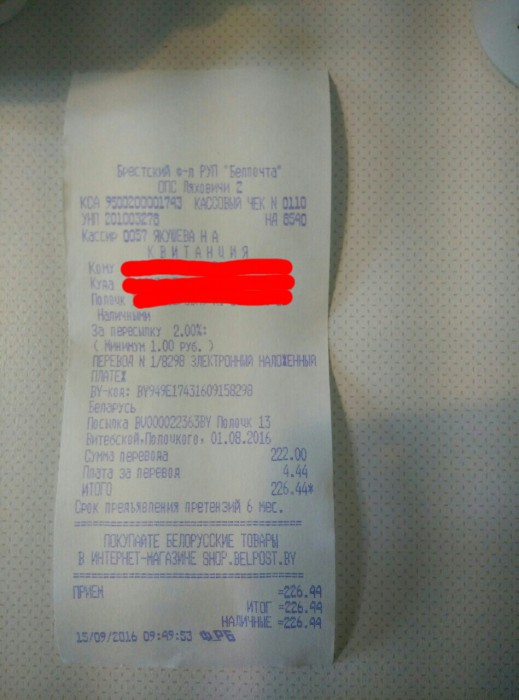 Брестский ф-л РУП "Белпочта"
ОПС Ляховичи 2
КСА 9500200001743 КАССОВЫЙ ЧЕК N 0110
УНП 201003278 НА 8540
Кассир 0057 ЯКУШЕВА Н А
КВИТАНЦИЯ
Кому
Куда
Полочк
Наличными
За пересылку 2.00%:
( Минимум 1.00 руб. )
ПЕРЕВОД N 1/8298 ЭЛЕКТРОННЫЙ НАЛОЖЕННЫЙ
ПЛАТЕЖ
BY-код: BY949E17431609158298
Беларусь
Посылка BV000022363BY Полоцк 13
Витебской,Полоцкого, 01.08.2016
Сумма перевода 222.00
Плата за перевод 4.44
ИТОГО 226.44*
Срок предъявления претензий 6 мес.
ПОКУПАЙТЕ БЕЛОРУССКИЕ ТОВАРЫ
В ИНТЕРНЕТ-МАГАЗИНЕ SHOP.BELPOST.BY
ПРИЕМ =226.44
ИТОГ =226.44
НАЛИЧНЫЕ =226.44
15/09/2016 09:49:53 ФРБ